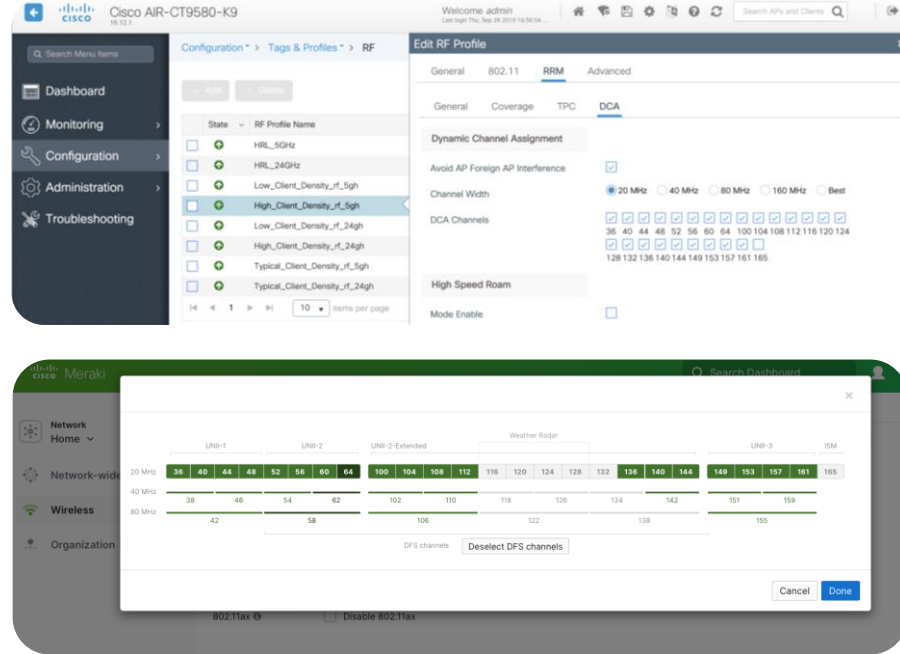 cisco
Cisco AIR-CT9580-K9
16.12.1
Welcome admin
Search APs and Clients
Search Menu Items
Dashboard
Monitoring
Configuration
Administration
Troubleshooting
Configuration > Tags & Profiles > RF
Add
Delete
State RF Profile Name
HRL_5GHz
HRL_24GHz
Low_Client_Density_rf_5gh
High_Client_Density_rf_5gh
Low_Client_Density_rf_24gh
High_Client_Density_rf_24gh
Typical_Client_Density_rf_5gh
Typical_Client_Density_rf_24gh
1 10 items per page
Edit RF Profile
General 802.11 RRM Advanced
General Coverage TPC DCA
Dynamic Channel Assignment
Avoid AP Foreign AP Interference
Channel Width 20 MHz 40 MHz 80 MHz 160 MHz Best
DCA Channels
36 40 44 48 52 56 60 64 100 104 108 112 116 120 124
128 132 136 140 144 149 153 157 161 165
High Speed Roam
Mode Enable
cisco Meraki
Search Dashboard
Network
Home
Network-wide
Wireless
Organization
×
Weather Radar
UNII-1 UNII-2 UNII-2-Extended UNII-3 ISM
20 MHz 36 40 44 48 52 56 60 64 100 104 108 112 116 120 124 128 132 136 140 144 149 153 157 161 165
40 MHz
38 46 54 62 102 110 118 126 134 142 151 159
80 MHz
42 58 106 122 138 155
DFS channels Deselect DFS channels
Cancel Done
802.11ax Disable 802.11ax